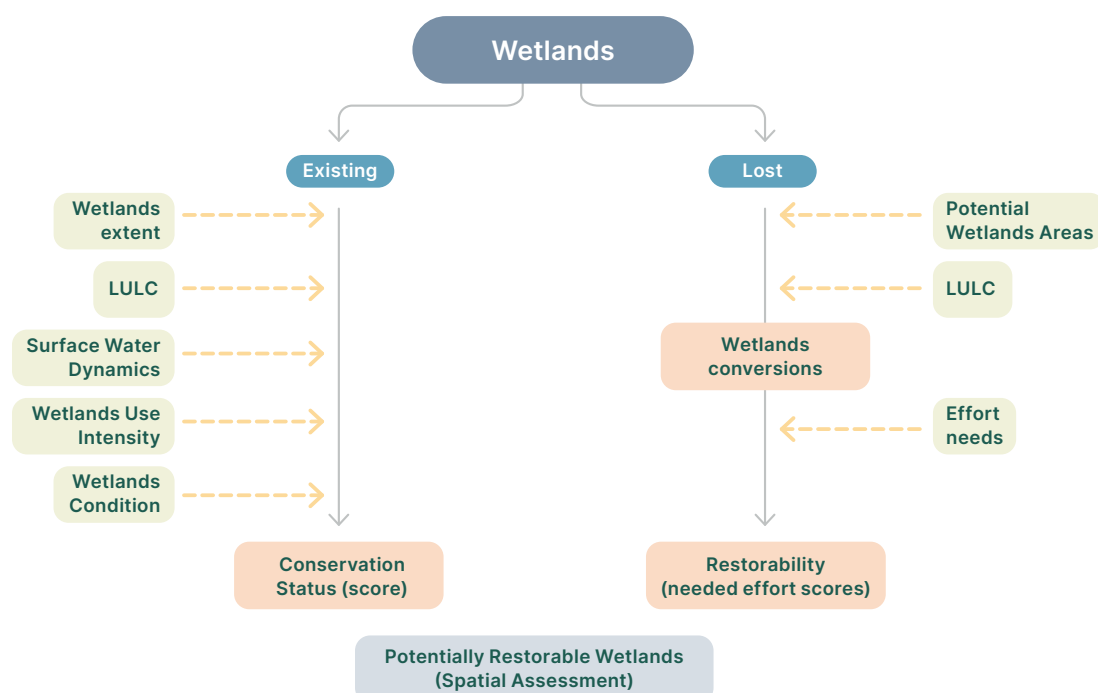 Wetlands
Existing
Lost
Wetlands
extent
Potential
Wetlands Areas
LULC
LULC
Surface Water
Dynamics
Wetlands
conversions
Wetlands Use
Intensity
Effort
needs
Wetlands
Condition
Conservation
Status (score)
Restorability
(needed effort scores)
Potentially Restorable Wetlands
(Spatial Assessment)